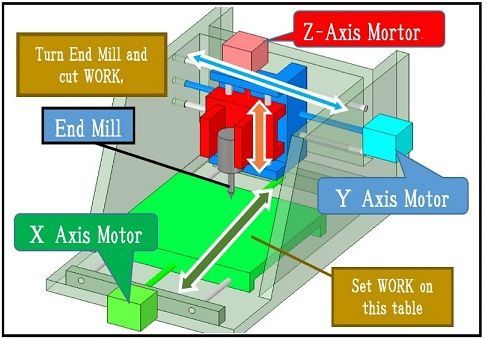 Z-Axis Mortor
Turn End Mill and
cut WORK,
End Mill
Y Axis Motor
X Axis Motor
Set WORK on
this table